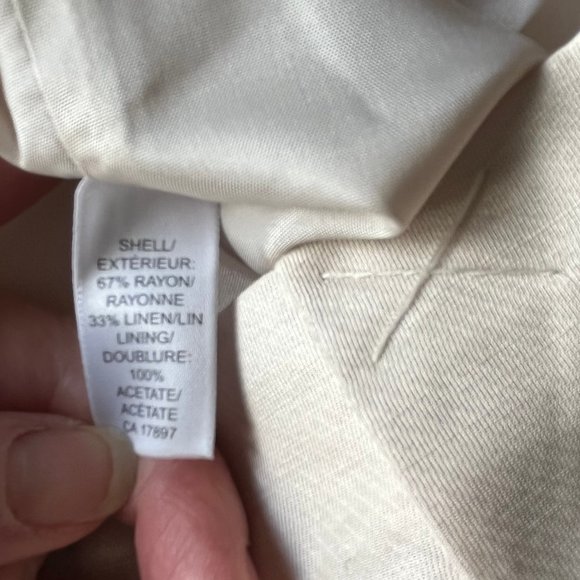 SHELL/
EXTÉRIEUR:
67% RAYON/
RAYONNE
33% LINEN/LIN
LINING/
DOUBLURE:
100%
ACETATE/
ACÉTATE
CA 17897